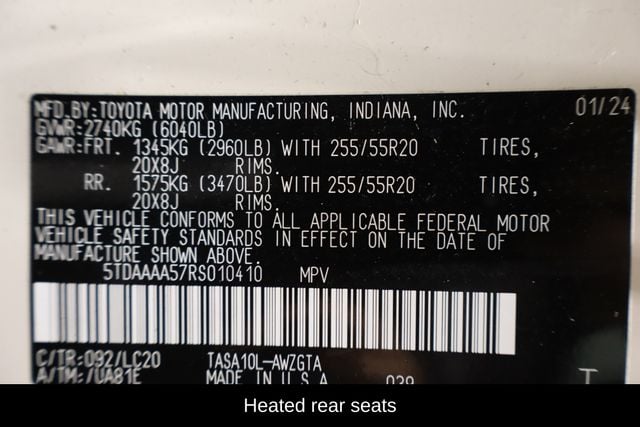 MFD.BY:TOYOTA MOTOR MANUFACTURING, INDIANA, INC. 01/24
GVWR:2740KG (6040LB)
GAWR:FRT. 1345KG (2960LB) WITH 255/55R20 TIRES,
20X8J RIMS.
RR. 1575KG (3470LB) WITH 255/55R20 TIRES,
20X8J RIMS.
THIS VEHICLE CONFORMS TO ALL APPLICABLE FEDERAL MOTOR
VEHICLE SAFETY STANDARDS IN EFFECT ON THE DATE OF
MANUFACTURE SHOWN ABOVE.
5TDAAAA57RS010410 MPV
C/TR:092/LC20 TASA10L-AWZGTA
A/TM:/UA81E MADE IN U.S.A. 039 T
Heated rear seats